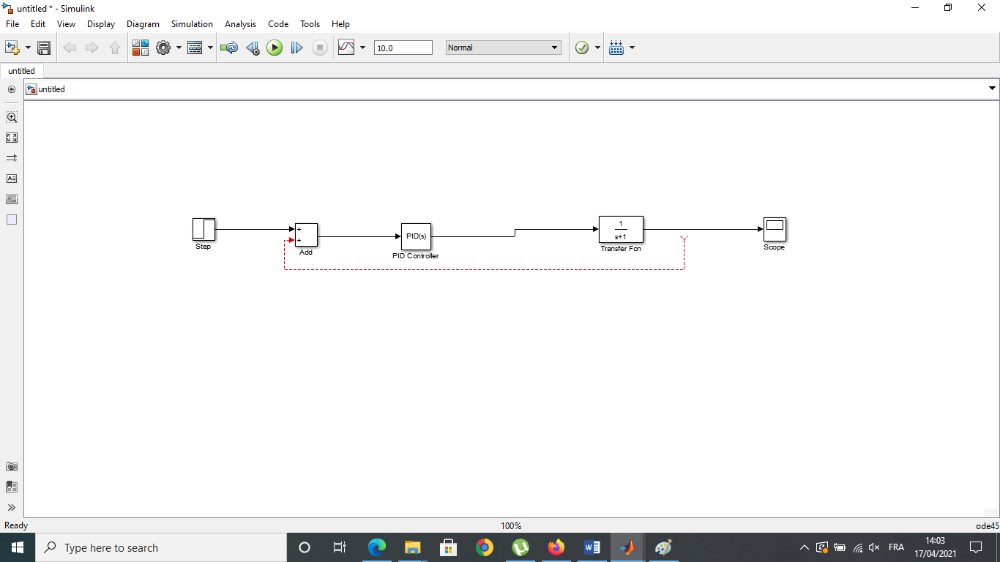 untitled * - Simulink
File Edit View Display Diagram Simulation Analysis Code Tools Help
10.0 Normal
untitled
untitled
1
s+1
+
+
PID(s)
Step
Add
PID Controller
Transfer Fcn
Scope
Ready 100% ode45
Type here to search
FRA
14:03
17/04/2021